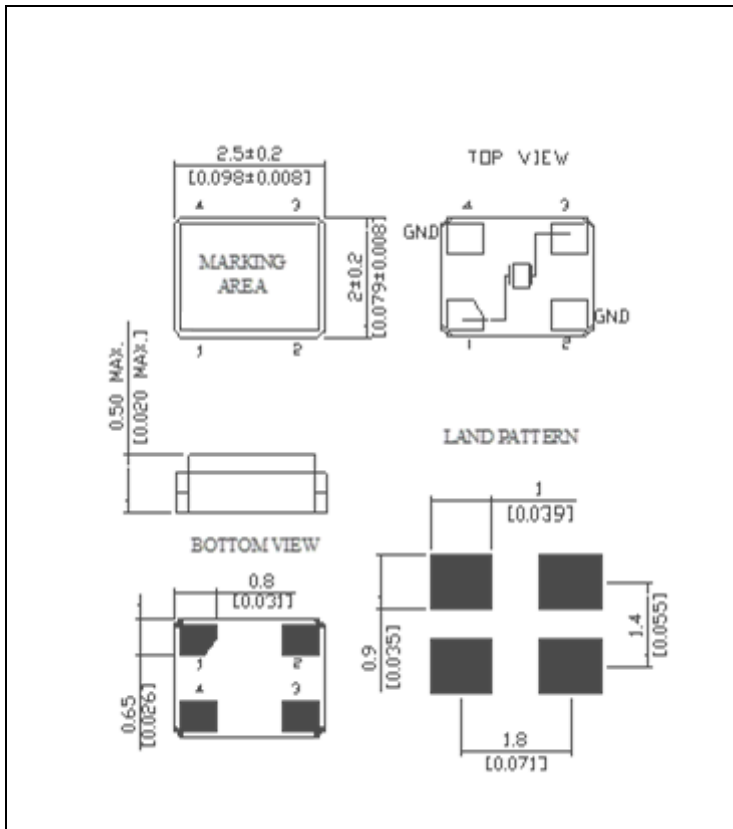 2.5±0.2
[0.098±0.008]
4 3
MARKING
AREA
1 2
2±0.2
[0.079±0.008]
TOP VIEW
4 3
GND
GND
1 2
0.50 MAX.
[0.020 MAX.]
BOTTOM VIEW
0.8
[0.031]
1 2
4 3
0.65
[0.026]
LAND PATTERN
1
[0.039]
0.9
[0.035]
1.4
[0.055]
1.8
[0.071]